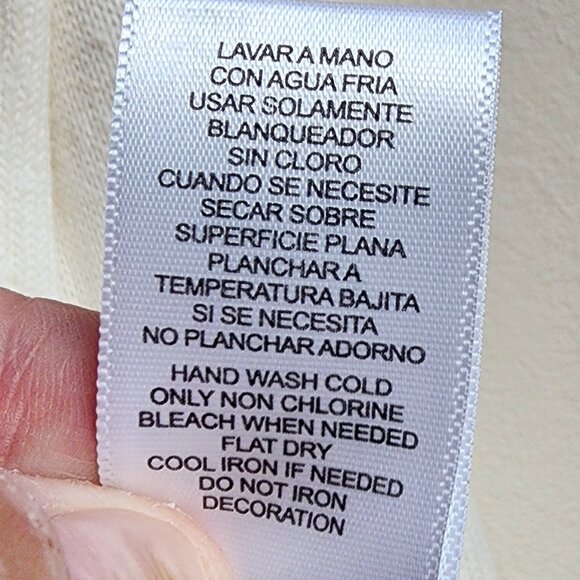 LAVAR A MANO
CON AGUA FRIA
USAR SOLAMENTE
BLANQUEADOR
SIN CLORO
CUANDO SE NECESITE
SECAR SOBRE
SUPERFICIE PLANA
PLANCHAR A
TEMPERATURA BAJITA
SI SE NECESITA
NO PLANCHAR ADORNO
HAND WASH COLD
ONLY NON CHLORINE
BLEACH WHEN NEEDED
FLAT DRY
COOL IRON IF NEEDED
DO NOT IRON
DECORATION